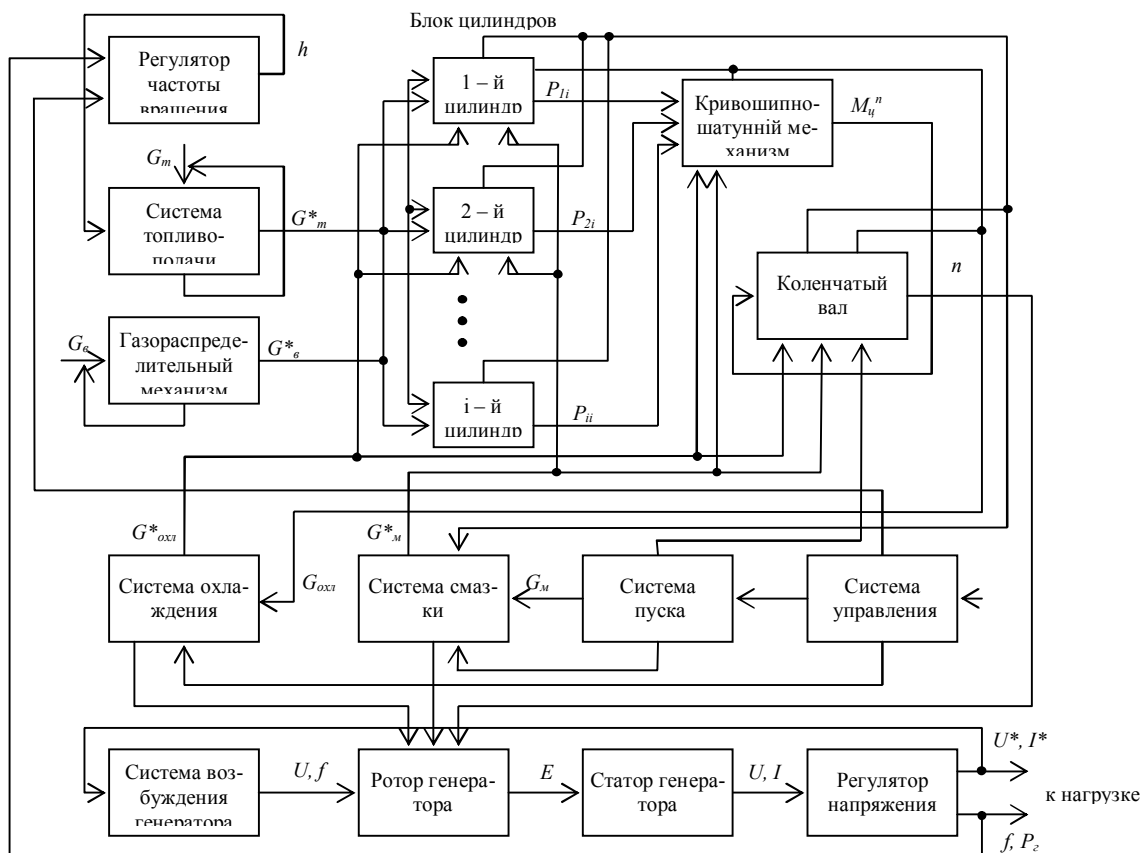 Блок цилиндров
Регулятор
частоты
вращения
h
1 – й
цилиндр
P1i
Кривошипно-
шатунній ме-
ханизм
Mцⁿ
Gт
Система
топливо-
подачи
G*т
2 – й
цилиндр
P2i
Коленчатый
вал
n
Gв
Газораспреде-
лительный
механизм
G*в
i – й
цилиндр
Pii
G*охл
G*м
Система охла-
ждения
Gохл
Система смаз-
ки
Gм
Система
пуска
Система
управления
Система воз-
буждения
генератора
U, f
Ротор генера-
тора
E
Статор генера-
тора
U, I
Регулятор
напряжения
U*, I*
к нагрузке
f, Pг